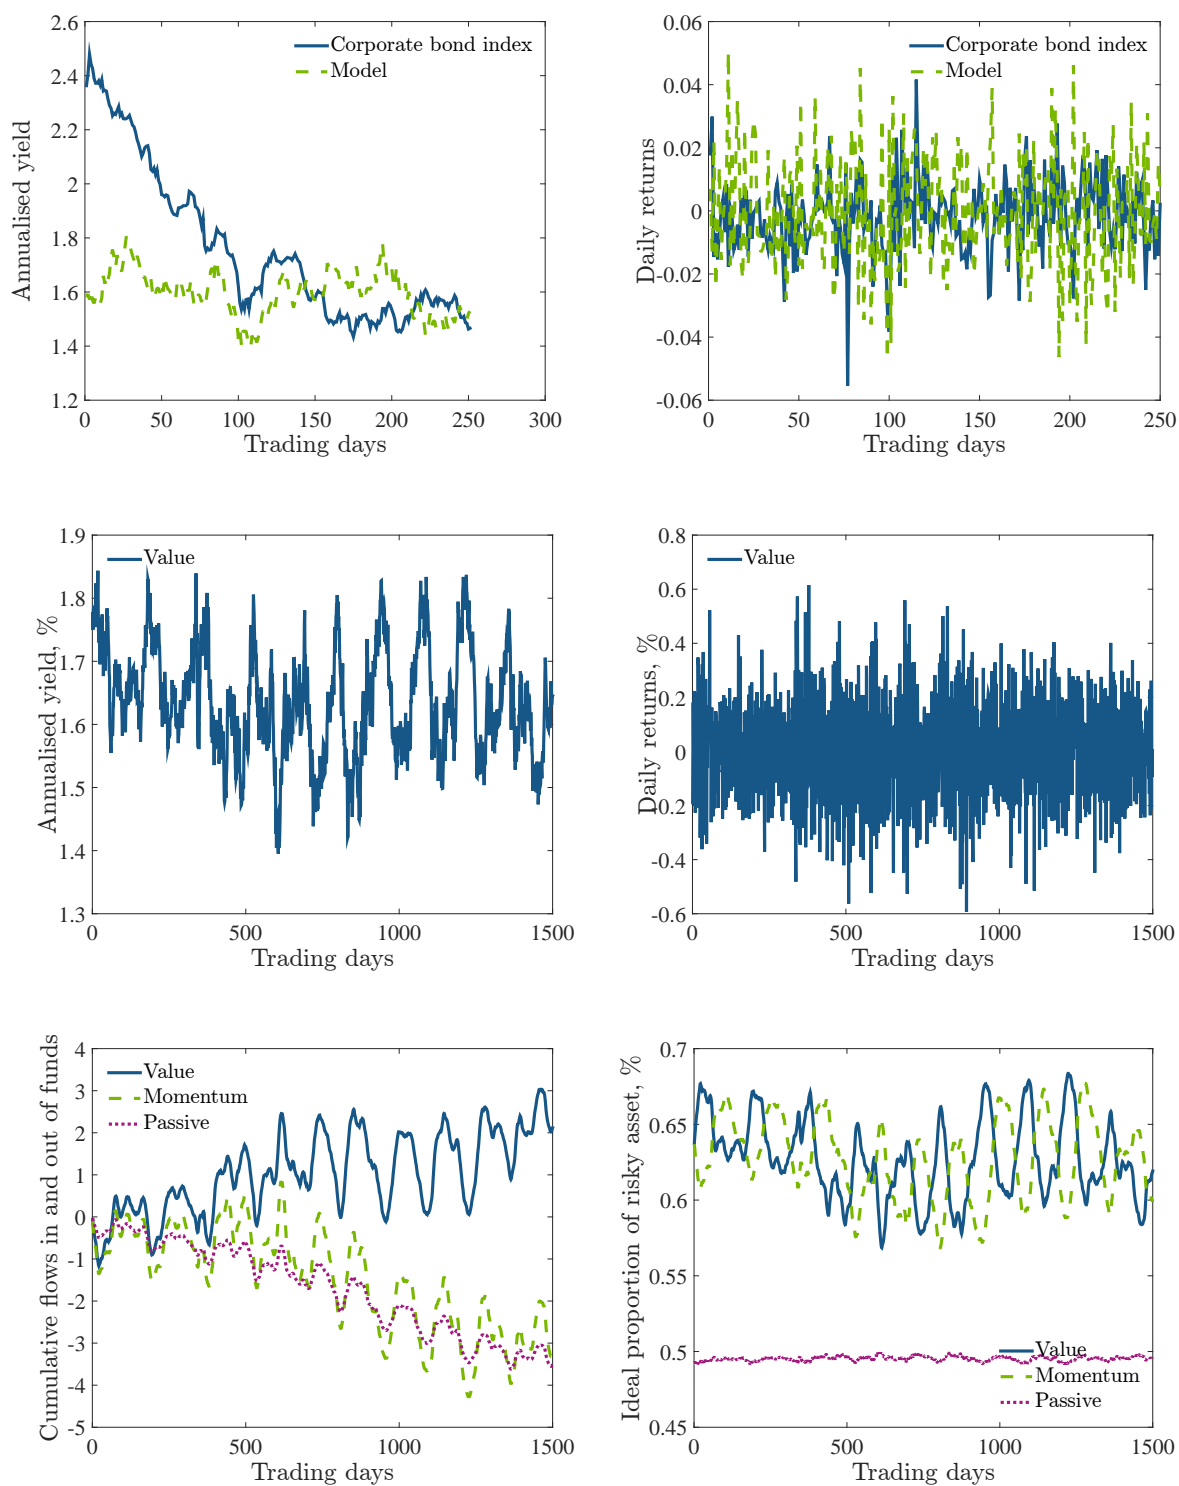 2.6
2.4
2.2
2
1.8
1.6
1.4
1.2
Annualised yield
Corporate bond index
Model
0 50 100 150 200 250 300
Trading days
0.06
0.04
0.02
0
-0.02
-0.04
-0.06
Daily returns
Corporate bond index
Model
0 50 100 150 200 250
Trading days
1.9
1.8
1.7
1.6
1.5
1.4
1.3
Annualised yield, %
Value
0 500 1000 1500
Trading days
0.8
0.6
0.4
0.2
0
-0.2
-0.4
-0.6
Daily returns, %
Value
0 500 1000 1500
Trading days
4
3
2
1
0
-1
-2
-3
-4
-5
Cumulative flows in and out of funds
Value
Momentum
Passive
0 500 1000 1500
Trading days
0.7
0.65
0.6
0.55
0.5
0.45
Ideal proportion of risky asset, %
Value
Momentum
Passive
0 500 1000 1500
Trading days